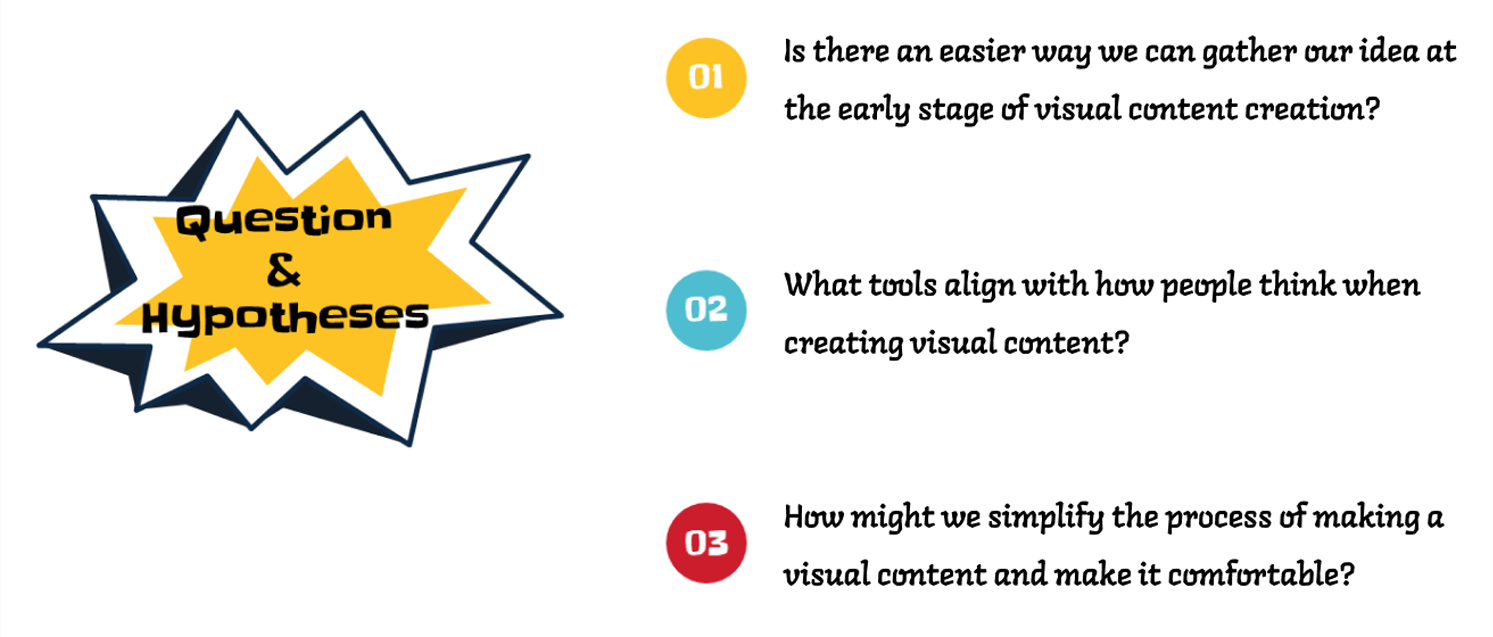 Question
&
Hypotheses
01
Is there an easier way we can gather our idea at
the early stage of visual content creation?
02
What tools align with how people think when
creating visual content?
03
How might we simplify the process of making a
visual content and make it comfortable?